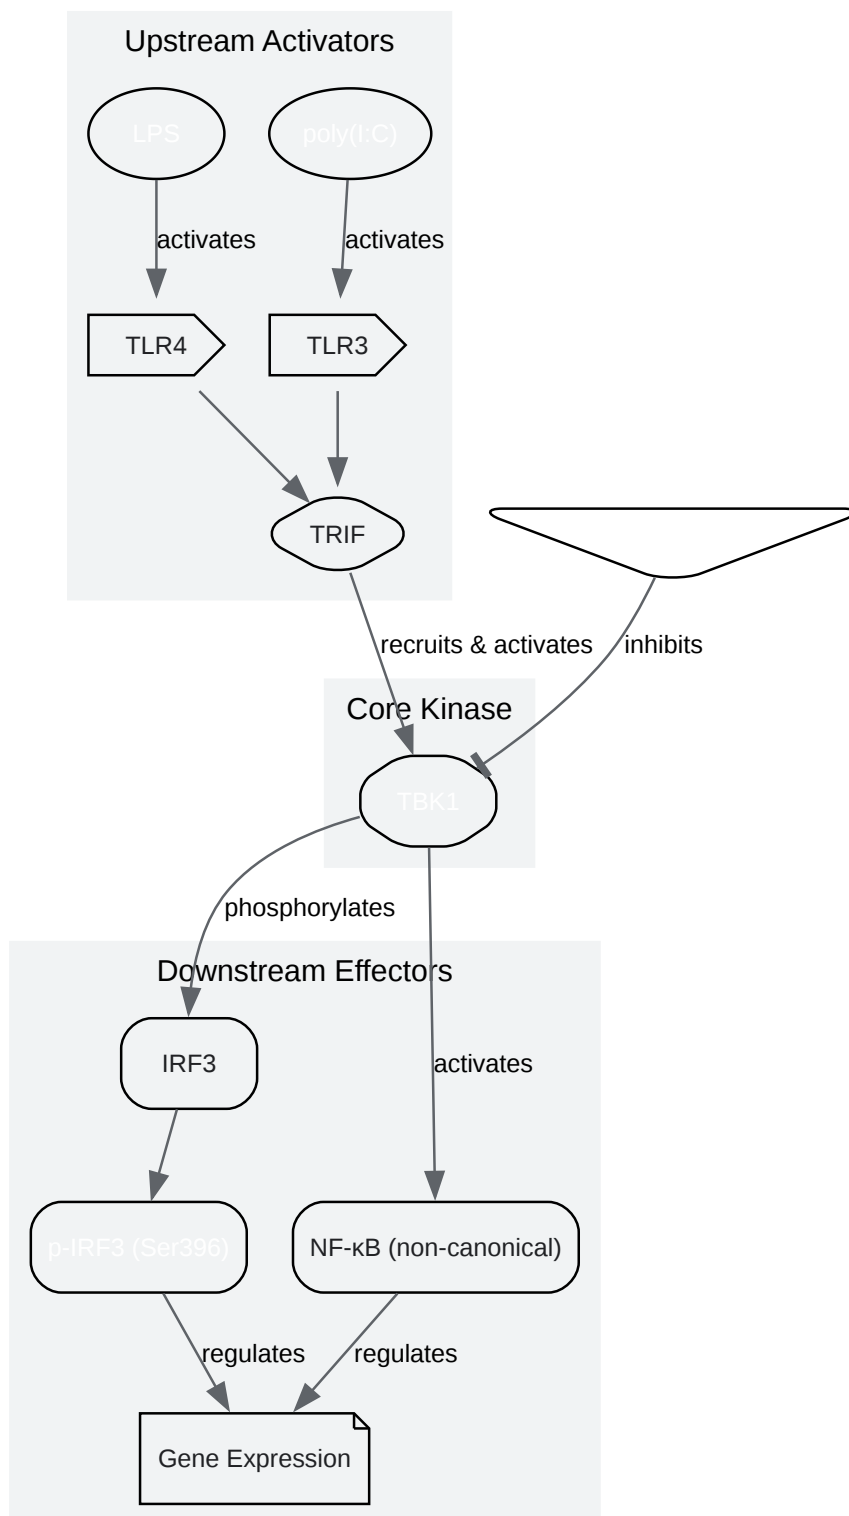 Upstream Activators
LPS
poly(I:C)
activates
activates
TLR4
TLR3
TRIF
recruits & activates
inhibits
Core Kinase
TBK1
phosphorylates
Downstream Effectors
IRF3
activates
p-IRF3 (Ser396)
NF-κB (non-canonical)
regulates
regulates
Gene Expression